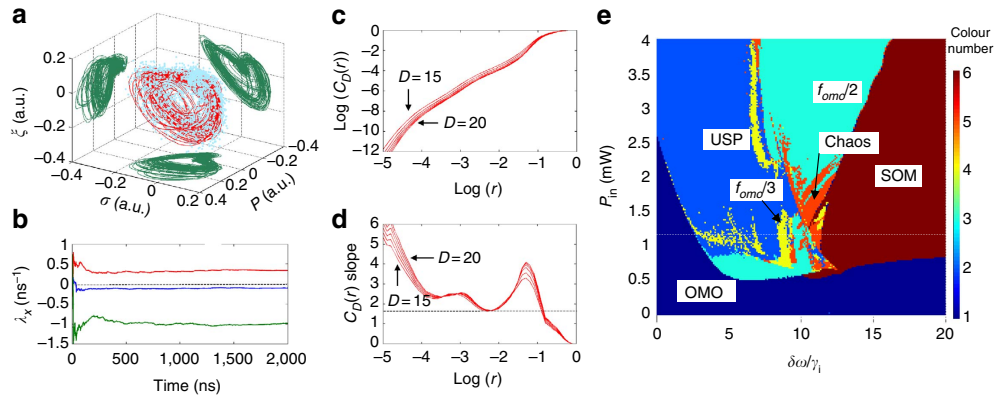 a
ξ (a.u.)
0.2
0
−0.2
−0.4
−0.4
−0.2
0
0.2
0.4
σ (a.u.)
0.4
0.2
0
−0.2
−0.4
P (a.u.)
b
λx (ns−1)
1
0.5
0
−0.5
−1
−1.5
0
500
1,000
1,500
2,000
Time (ns)
c
Log (CD(r))
0
−2
−4
−6
−8
−10
−12
D = 15
D = 20
−5
−4
−3
−2
−1
0
Log (r)
d
CD(r) slope
6
5
4
3
2
1
0
D = 20
D = 15
−5
−4
−3
−2
−1
0
Log (r)
e
Pin (mW)
4
3.5
3
2.5
2
1.5
1
0.5
0
fomo/2
USP
Chaos
fomo/3
SOM
OMO
0
5
10
15
20
δω/γi
Colour
number
6
5
4
3
2
1